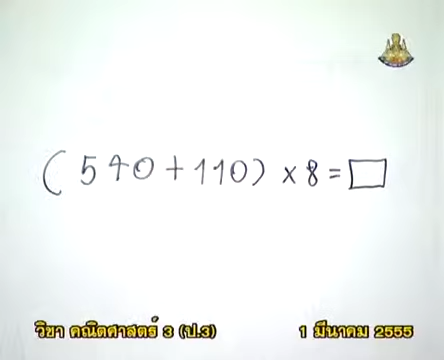 (540+110) × 8 = □
วิชา คณิตศาสตร์ 3 (ป.3) 1 มีนาคม 2555